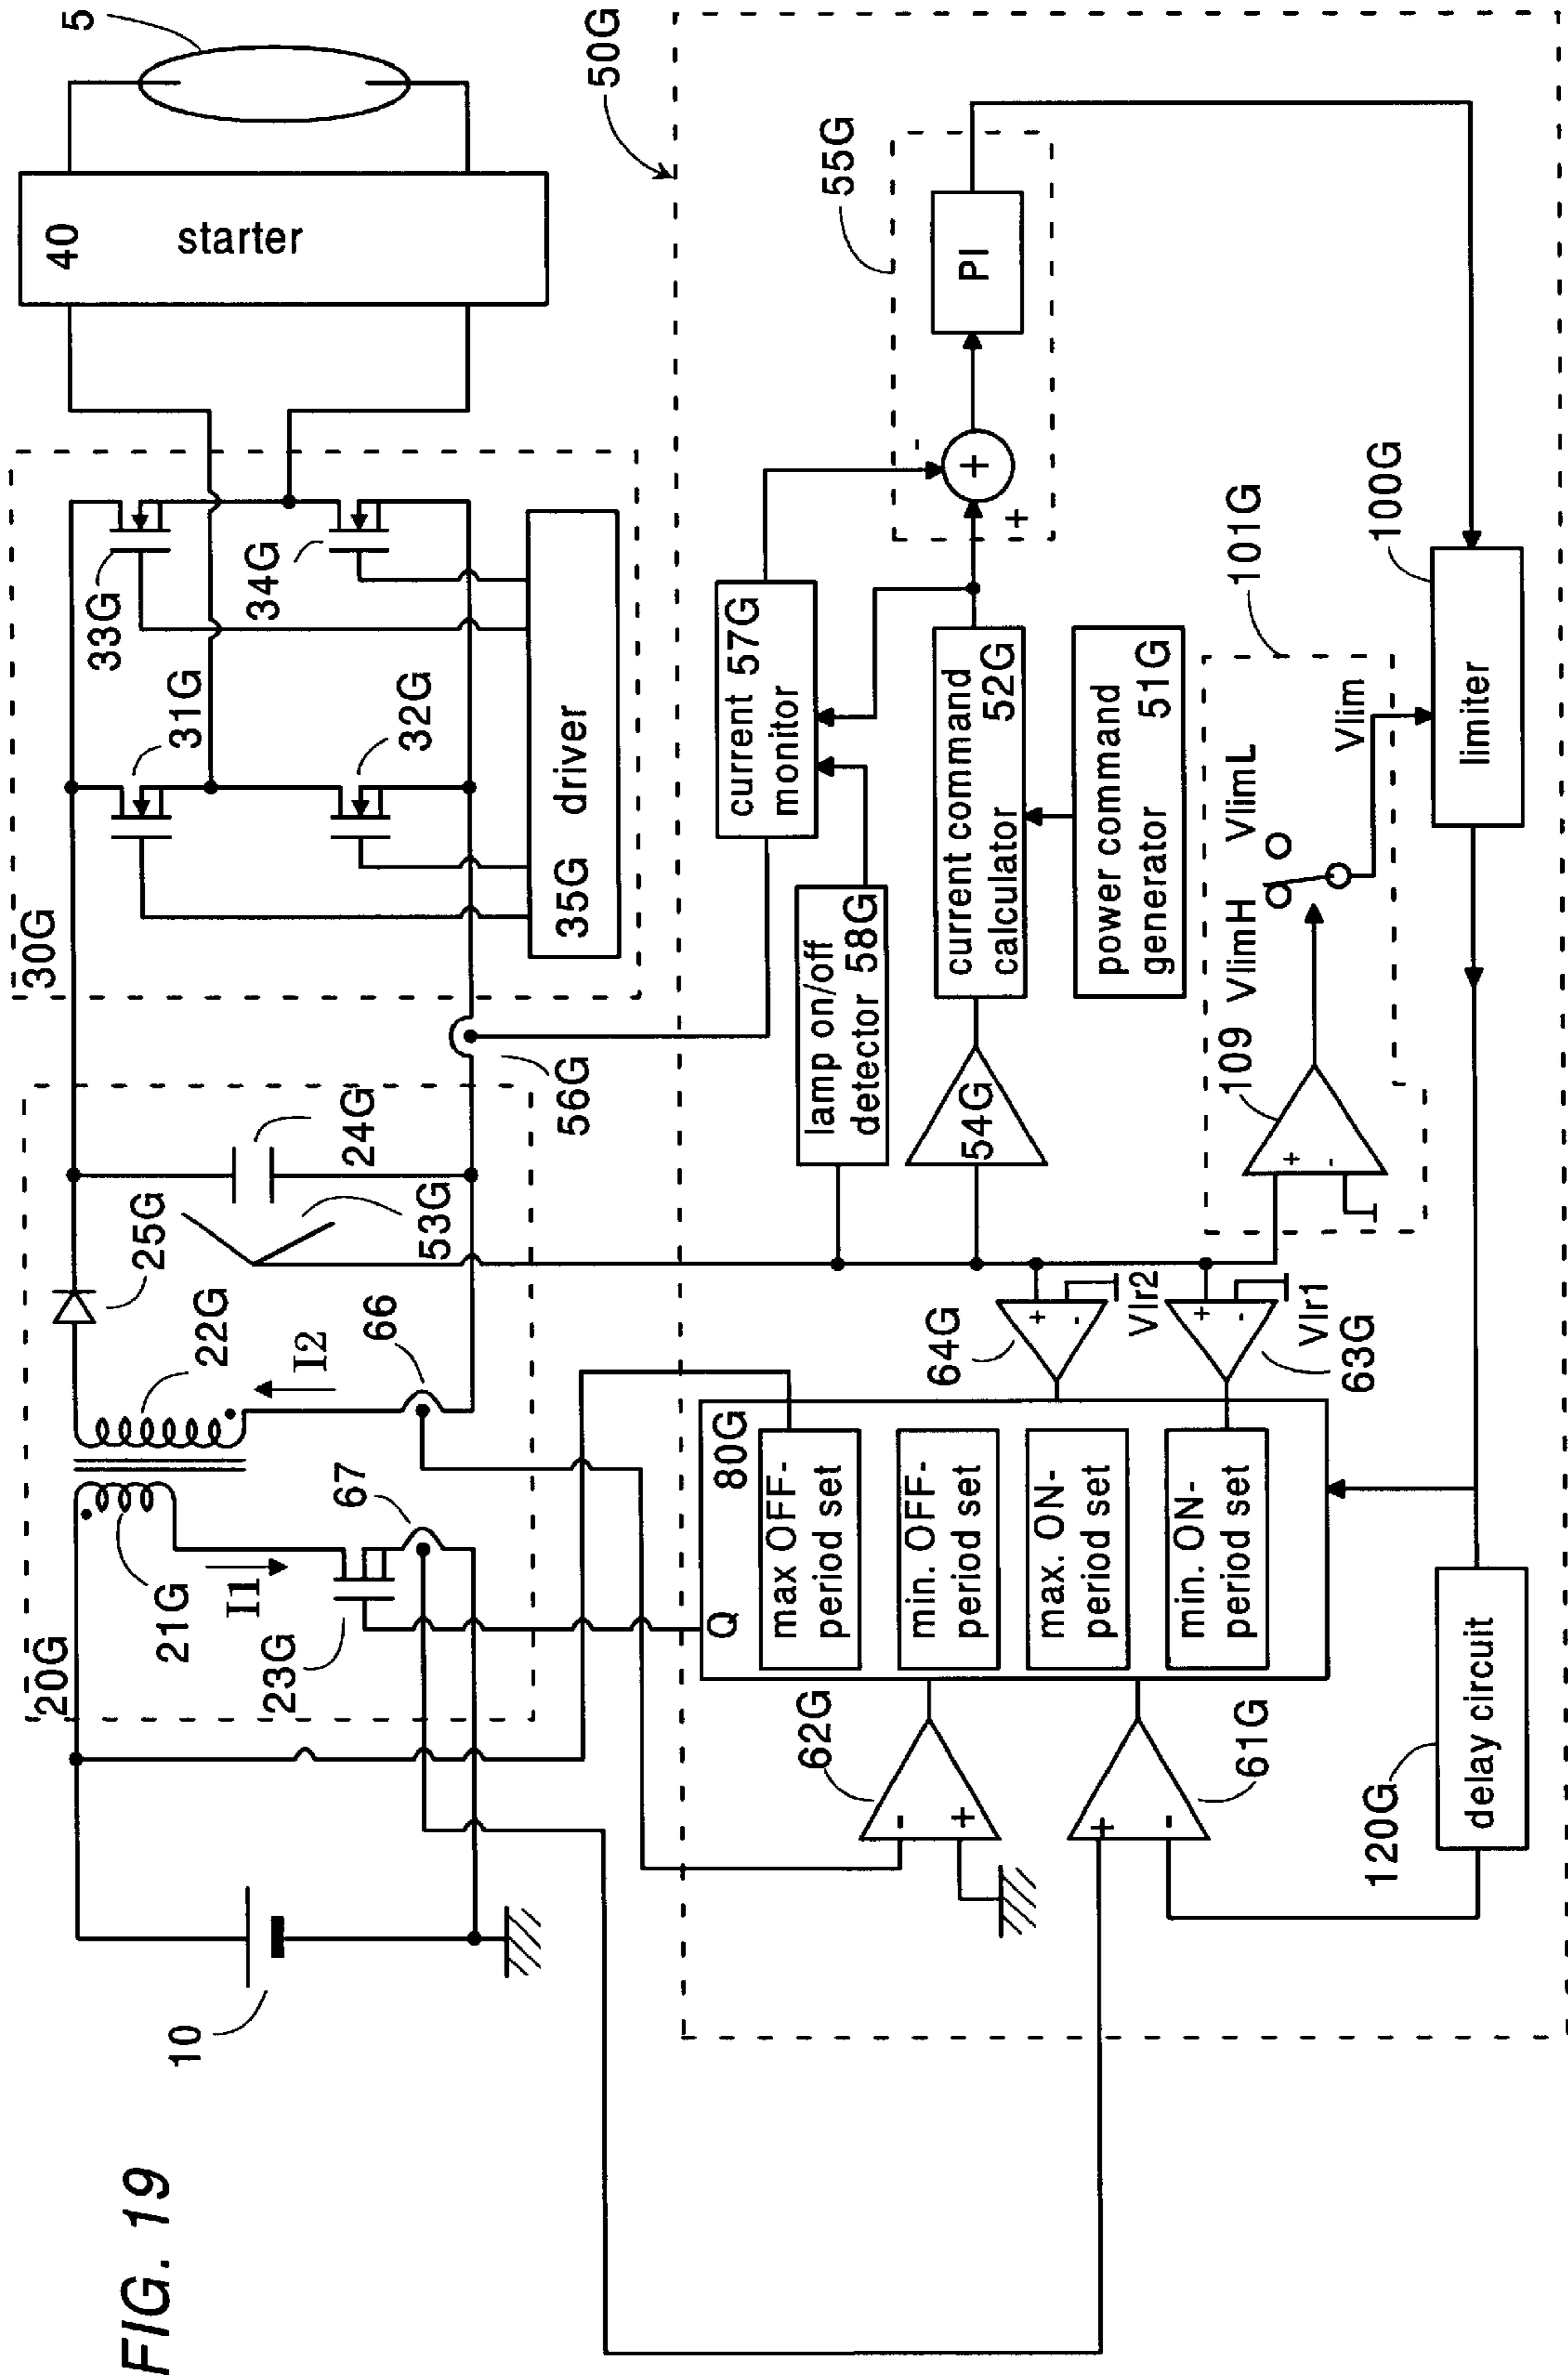 FIG. 19
10
20G
21G
I1
23G
67
22G
I2
66
25G
24G
53G
56G
30G
31G
32G
33G
34G
35G driver
40
starter
5
50G
62G
-
+
61G
+
-
80G
Q
max OFF-
period set
min. OFF-
period set
max. ON-
period set
min. ON-
period set
64G
+
-
Vlr2
63G
+
-
Vlr1
lamp on/off
detector 58G
54G
current 57G
monitor
current command
calculator 52G
power command
generator 51G
55G
-
+
+
PI
109
+
-
VlimH
VlimL
Vlim
101G
100G
limiter
120G
delay circuit